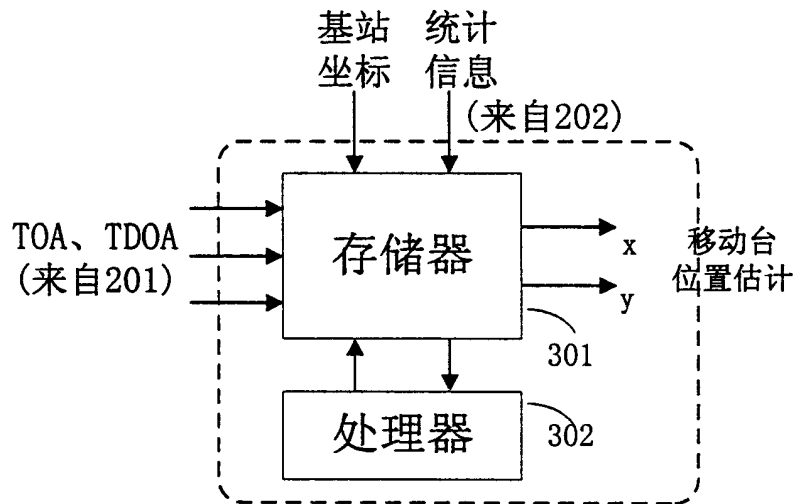 基站
坐标
统计
信息
(来自202)
TOA、TDOA
(来自201)
存储器
x
y
移动台
位置估计
301
处理器
302